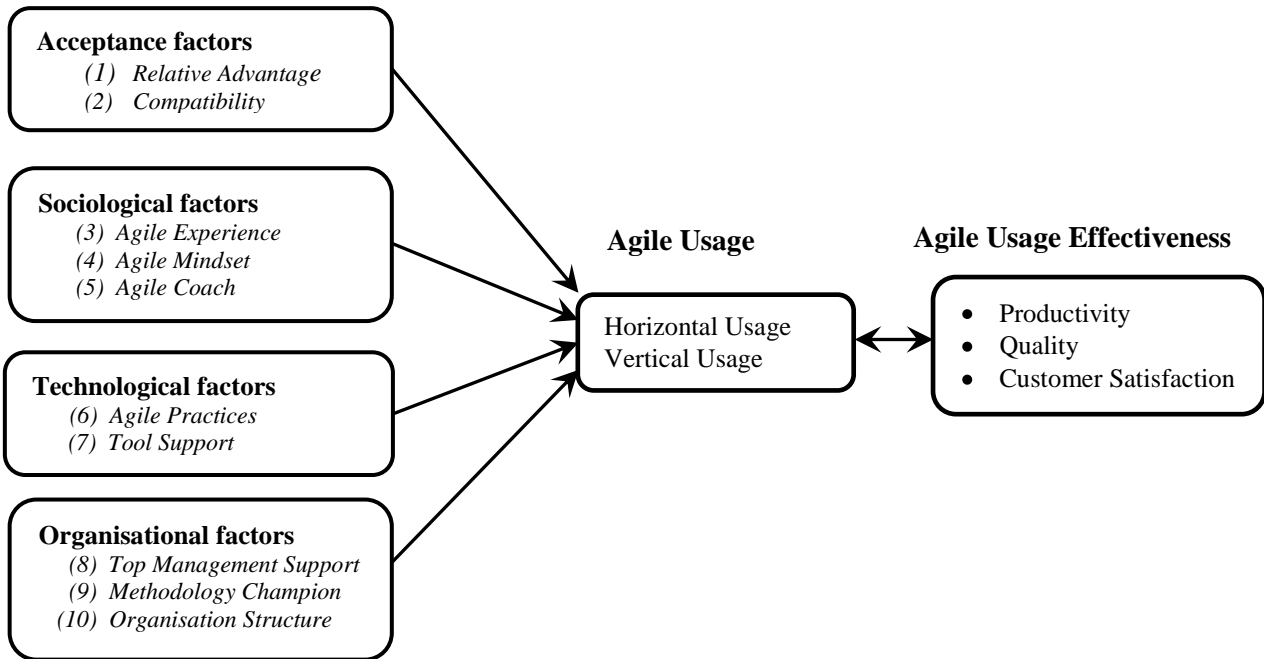 Acceptance factors
(1) Relative Advantage
(2) Compatibility
Sociological factors
(3) Agile Experience
(4) Agile Mindset
(5) Agile Coach
Technological factors
(6) Agile Practices
(7) Tool Support
Organisational factors
(8) Top Management Support
(9) Methodology Champion
(10) Organisation Structure
Agile Usage
Horizontal Usage
Vertical Usage
Agile Usage Effectiveness
• Productivity
• Quality
• Customer Satisfaction